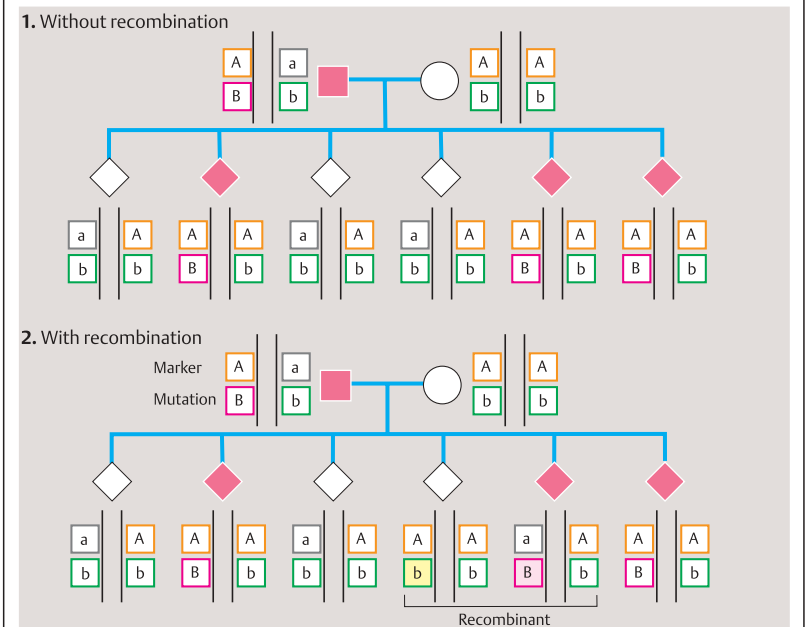 1. Without recombination
A a A A
B b b b
a A A A a A a A A A A A
b b B b b b b b B b B b
2. With recombination
Marker A a A A
Mutation B b b b
a A A A a A A A a A A A
b b B b b b b b B b B b
Recombinant